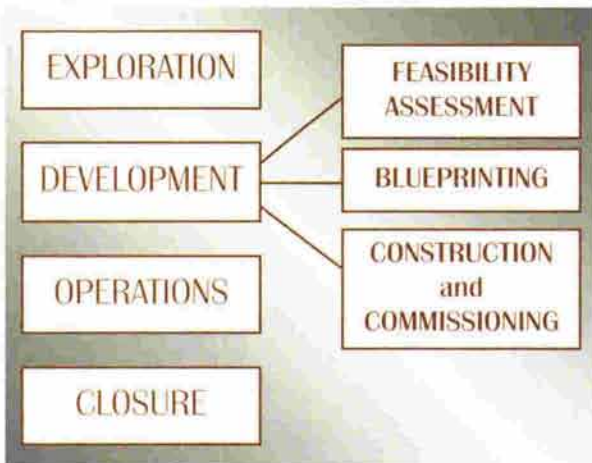 EXPLORATION
DEVELOPMENT
OPERATIONS
CLOSURE
FEASIBILITY
ASSESSMENT
BLUEPRINTING
CONSTRUCTION
and
COMMISSIONING